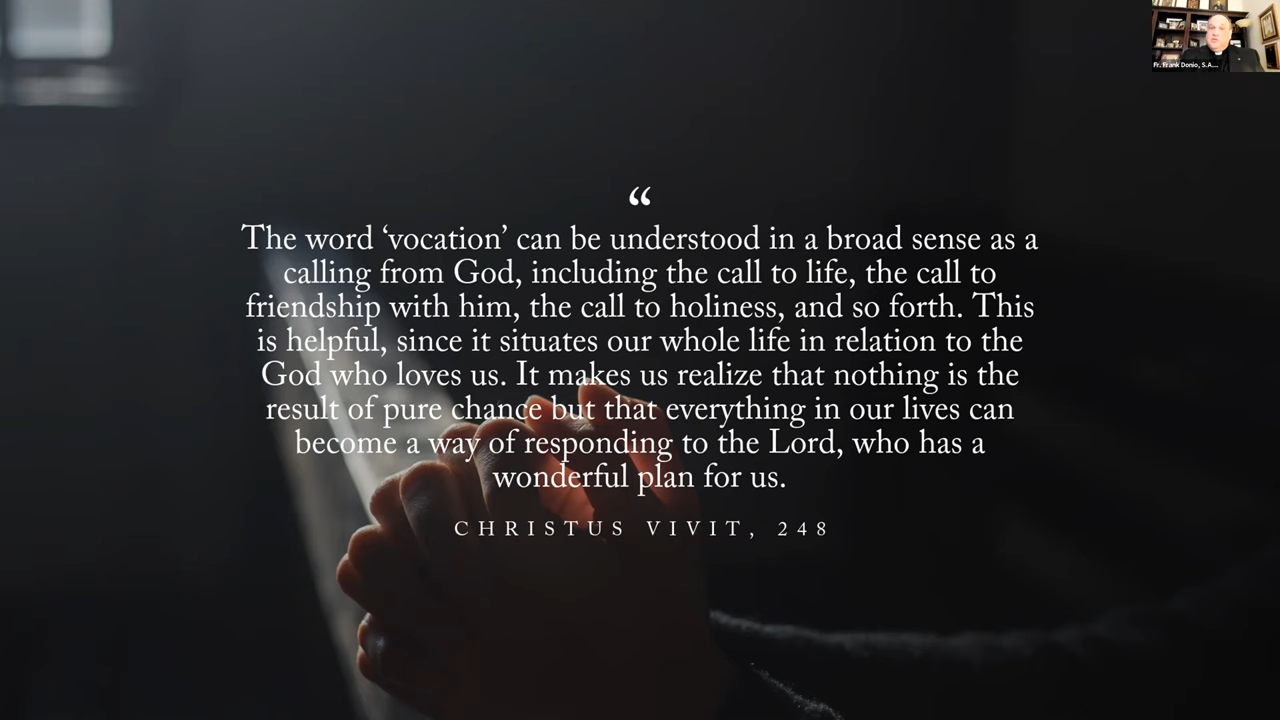 Fr. Frank Donio, S.A....
“
The word ‘vocation’ can be understood in a broad sense as a
calling from God, including the call to life, the call to
friendship with him, the call to holiness, and so forth. This
is helpful, since it situates our whole life in relation to the
God who loves us. It makes us realize that nothing is the
result of pure chance but that everything in our lives can
become a way of responding to the Lord, who has a
wonderful plan for us.
CHRISTUS VIVIT, 248